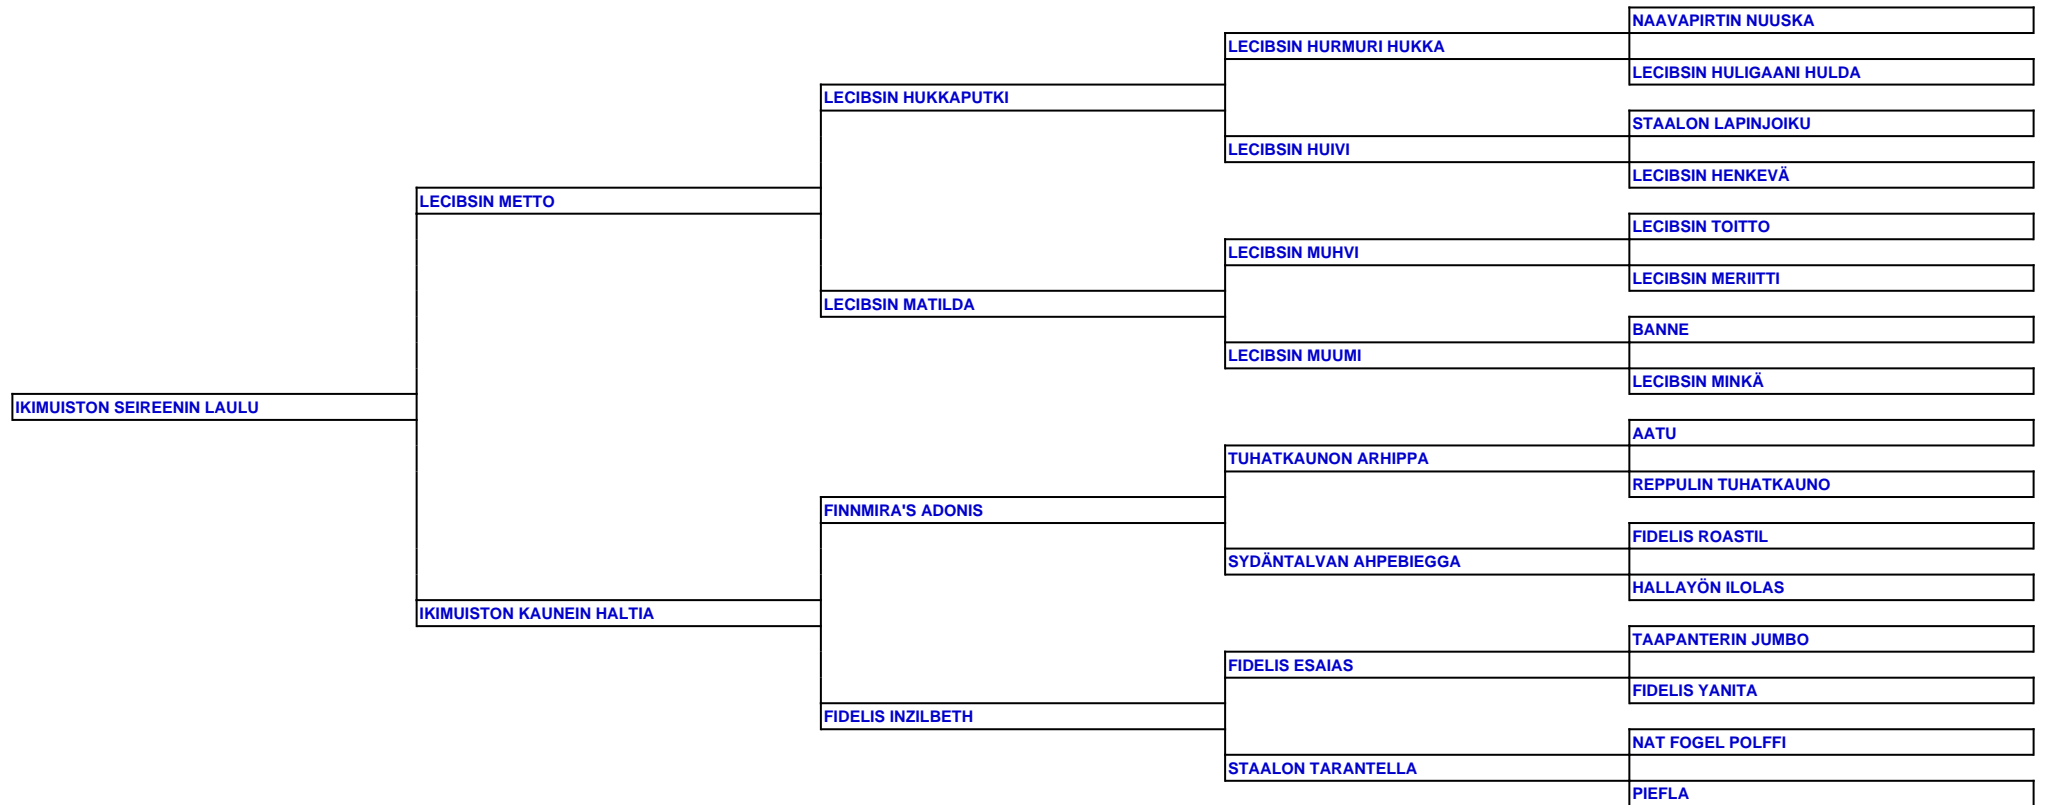 NAAVAPIRTIN NUUSKA
LECIBSIN HURMURI HUKKA
LECIBSIN HULIGAANI HULDA
LECIBSIN HUKKAPUTKI
STAALON LAPINJOIKU
LECIBSIN HUIVI
LECIBSIN HENKEVÄ
LECIBSIN METTO
LECIBSIN TOITTO
LECIBSIN MUHVI
LECIBSIN MERIITTI
LECIBSIN MATILDA
BANNE
LECIBSIN MUUMI
LECIBSIN MINKÄ
IKIMUISTON SEIREENIN LAULU
AATU
TUHATKAUNON ARHIPPA
REPPULIN TUHATKAUNO
FINNMIRA'S ADONIS
FIDELIS ROASTIL
SYDÄNTALVAN AHPEBIEGGA
HALLAYÖN ILOLAS
IKIMUISTON KAUNEIN HALTIA
TAAPANTERIN JUMBO
FIDELIS ESAIAS
FIDELIS YANITA
FIDELIS INZILBETH
NAT FOGEL POLFFI
STAALON TARANTELLA
PIEFLA